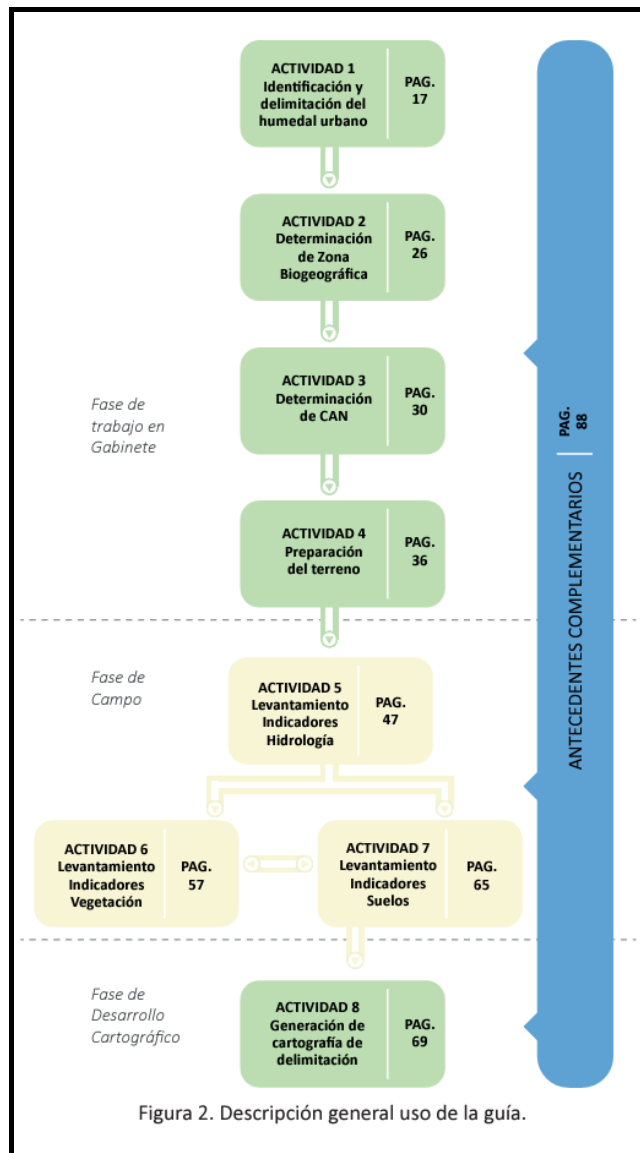 ACTIVIDAD 1
Identificación y
delimitación del
humedal urbano
PAG.
17
ACTIVIDAD 2
Determinación
de Zona
Biogeográfica
PAG.
26
Fase de
trabajo en
Gabinete
ACTIVIDAD 3
Determinación
de CAN
PAG.
30
ACTIVIDAD 4
Preparación
del terreno
PAG.
36
Fase de
Campo
ACTIVIDAD 5
Levantamiento
Indicadores
Hidrología
PAG.
47
ACTIVIDAD 6
Levantamiento
Indicadores
Vegetación
PAG.
57
ACTIVIDAD 7
Levantamiento
Indicadores
Suelos
PAG.
65
Fase de
Desarrollo
Cartográfico
ACTIVIDAD 8
Generación de
cartografía de
delimitación
PAG.
69
ANTECEDENTES COMPLEMENTARIOS
PAG.
88
Figura 2. Descripción general uso de la guía.